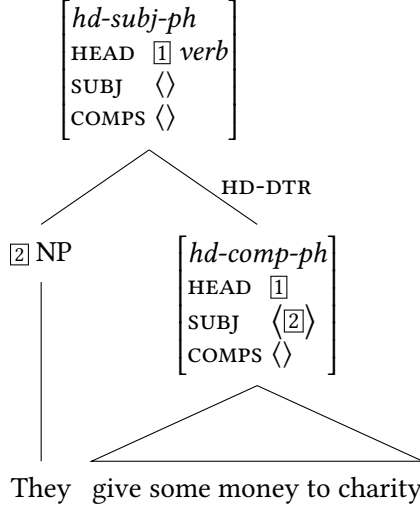 hd-subj-ph
HEAD 1 verb
SUBJ ⟨⟩
COMPS ⟨⟩
HD-DTR
2 NP
hd-comp-ph
HEAD 1
SUBJ ⟨2⟩
COMPS ⟨⟩
They give some money to charity